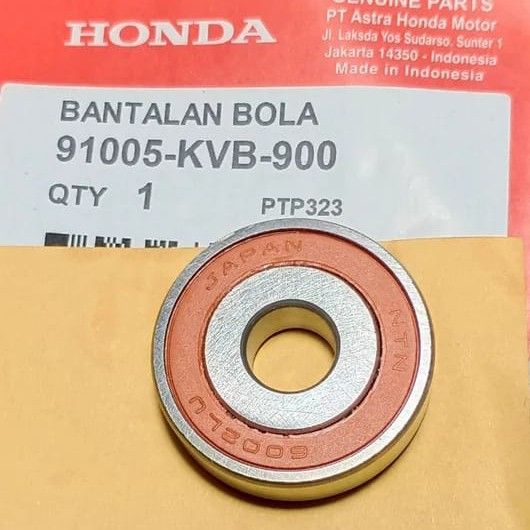 GENUINE PARTS
HONDA
PT Astra Honda Motor
Jl. Laksda Yos Sudarso. Sunter 1
Jakarta 14350 - Indonesia
Made in Indonesia
BANTALAN BOLA
91005-KVB-900
QTY 1
PTP323
JAPAN
NTN
6002LU